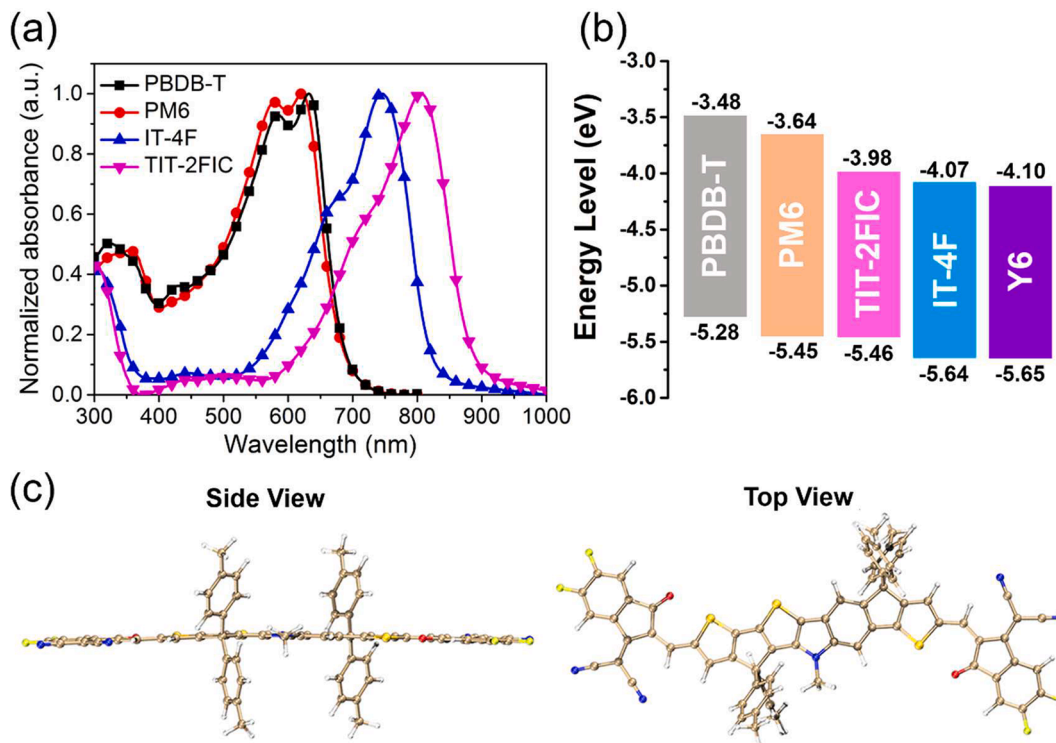 (a)
Normalized absorbance (a.u.)
1.0
0.8
0.6
0.4
0.2
0.0
PBDB-T
PM6
IT-4F
TIT-2FIC
300 400 500 600 700 800 900 1000
Wavelength (nm)
(b)
Energy Level (eV)
-3.0
-3.5
-4.0
-4.5
-5.0
-5.5
-6.0
-3.48
PBDB-T
-5.28
-3.64
PM6
-5.45
-3.98
TIT-2FIC
-5.46
-4.07
IT-4F
-5.64
-4.10
Y6
-5.65
(c)
Side View
Top View